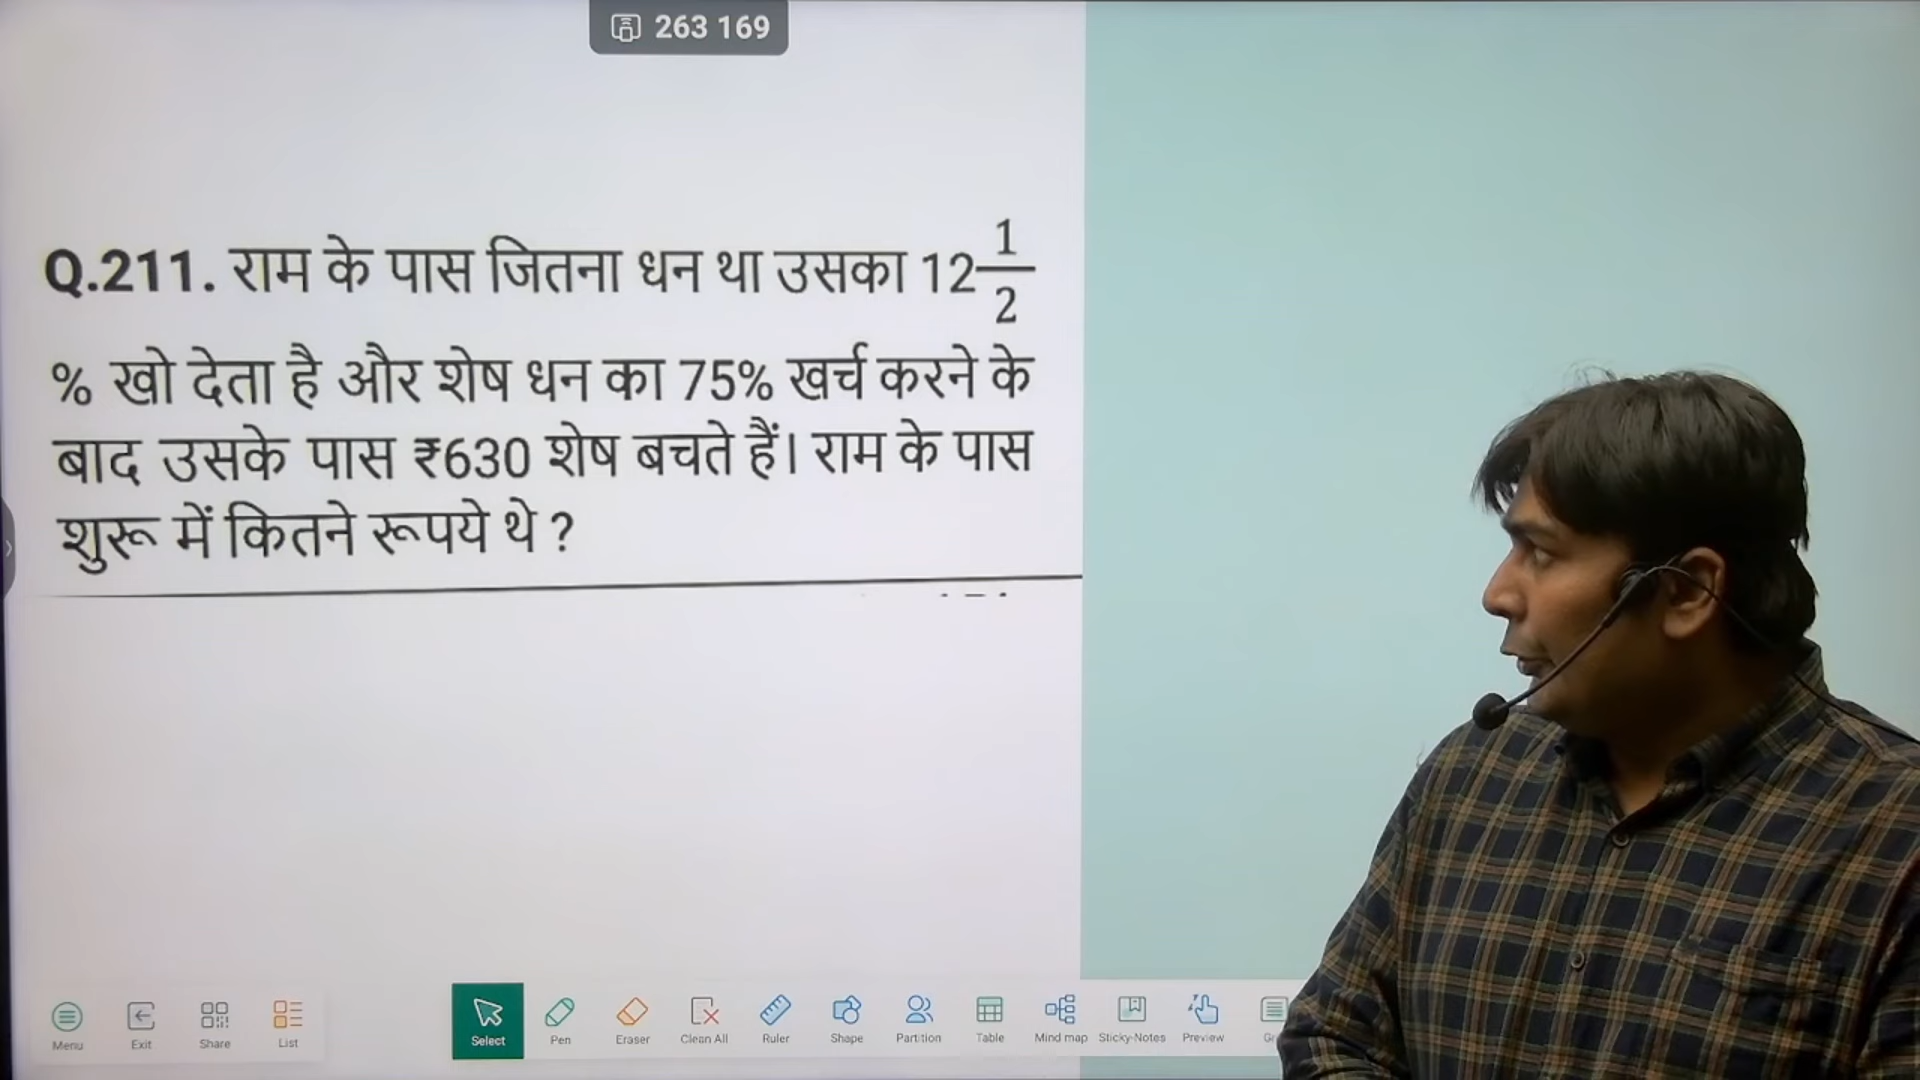 263 169
Q.211. राम के पास जितना धन था उसका 12 1/2
% खो देता है और शेष धन का 75% खर्च करने के
बाद उसके पास ₹630 शेष बचते हैं। राम के पास
शुरू में कितने रूपये थे ?
Menu Exit Share List Select Pen Eraser Clean All Ruler Shape Partition Table Mind map Sticky-Notes Preview